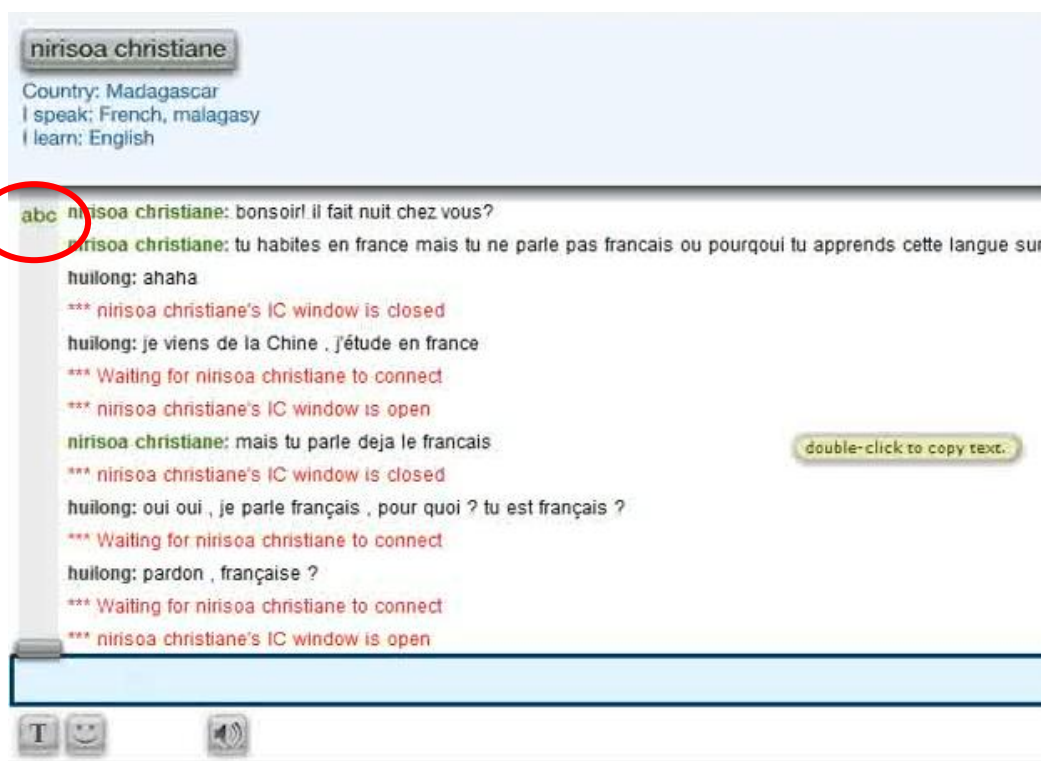 nirisoa christiane
Country: Madagascar
I speak: French, malagasy
I learn: English
abc nirisoa christiane: bonsoir! il fait nuit chez vous?
nirisoa christiane: tu habites en france mais tu ne parle pas francais ou pourqoui tu apprends cette langue sur
huilong: ahaha
*** nirisoa christiane's IC window is closed
huilong: je viens de la Chine , j'étude en france
*** Waiting for nirisoa christiane to connect
*** nirisoa christiane's IC window is open
nirisoa christiane: mais tu parle deja le francais
double-click to copy text.
*** nirisoa christiane's IC window is closed
huilong: oui oui , je parle français , pour quoi ? tu est français ?
*** Waiting for nirisoa christiane to connect
huilong: pardon , française ?
*** Waiting for nirisoa christiane to connect
*** nirisoa christiane's IC window is open
T